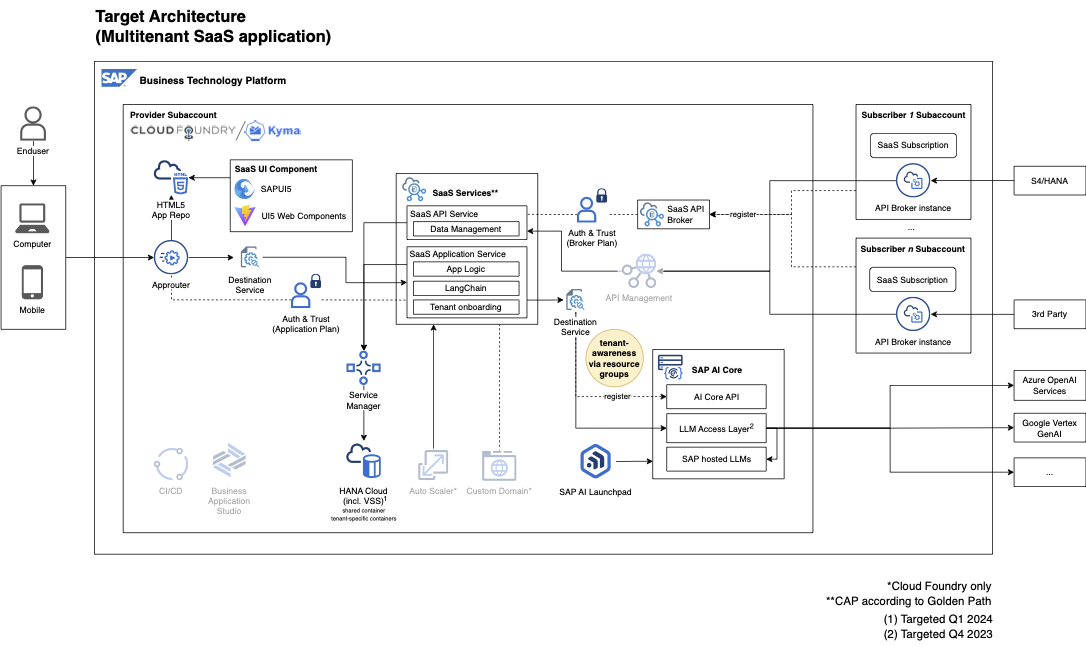 Target Architecture
(Multitenant SaaS application)
SAP
Business Technology Platform
Provider Subaccount
CLOUD FOUNDRY / Kyma
Enduser
Computer
Mobile
HTML
5
HTML5
App Repo
SaaS UI Component
SAPUI5
UI5 Web Components
Approuter
Destination
Service
Auth & Trust
(Application Plan)
SaaS Services**
SaaS API Service
Data Management
SaaS Application Service
App Logic
LangChain
Tenant onboarding
Auth & Trust
(Broker Plan)
SaaS API
Broker
register
API Management
Destination
Service
tenant-
awareness
via resource
groups
register
SAP AI Core
AI Core API
LLM Access Layer2
SAP hosted LLMs
SAP AI Launchpad
Service
Manager
HANA Cloud
(incl. VSS)1
shared container
tenant-specific containers
Auto Scaler*
Custom Domain*
CI/CD
Business
Application
Studio
Subscriber 1 Subaccount
SaaS Subscription
API Broker instance
...
Subscriber n Subaccount
SaaS Subscription
API Broker instance
S4/HANA
3rd Party
Azure OpenAI
Services
Google Vertex
GenAI
...
*Cloud Foundry only
**CAP according to Golden Path
(1) Targeted Q1 2024
(2) Targeted Q4 2023